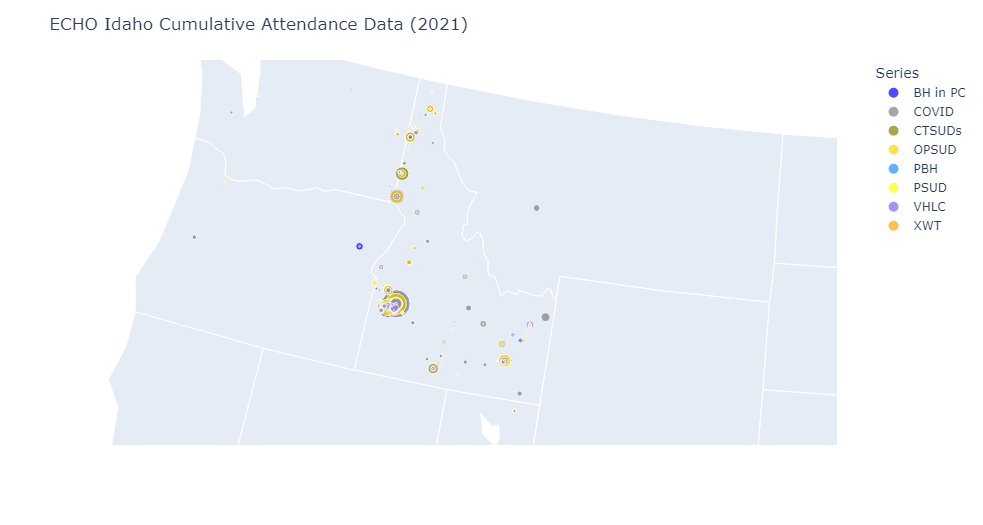 ECHO Idaho Cumulative Attendance Data (2021)
Series
BH in PC
COVID
CTSUDs
OPSUD
PBH
PSUD
VHLC
XWT